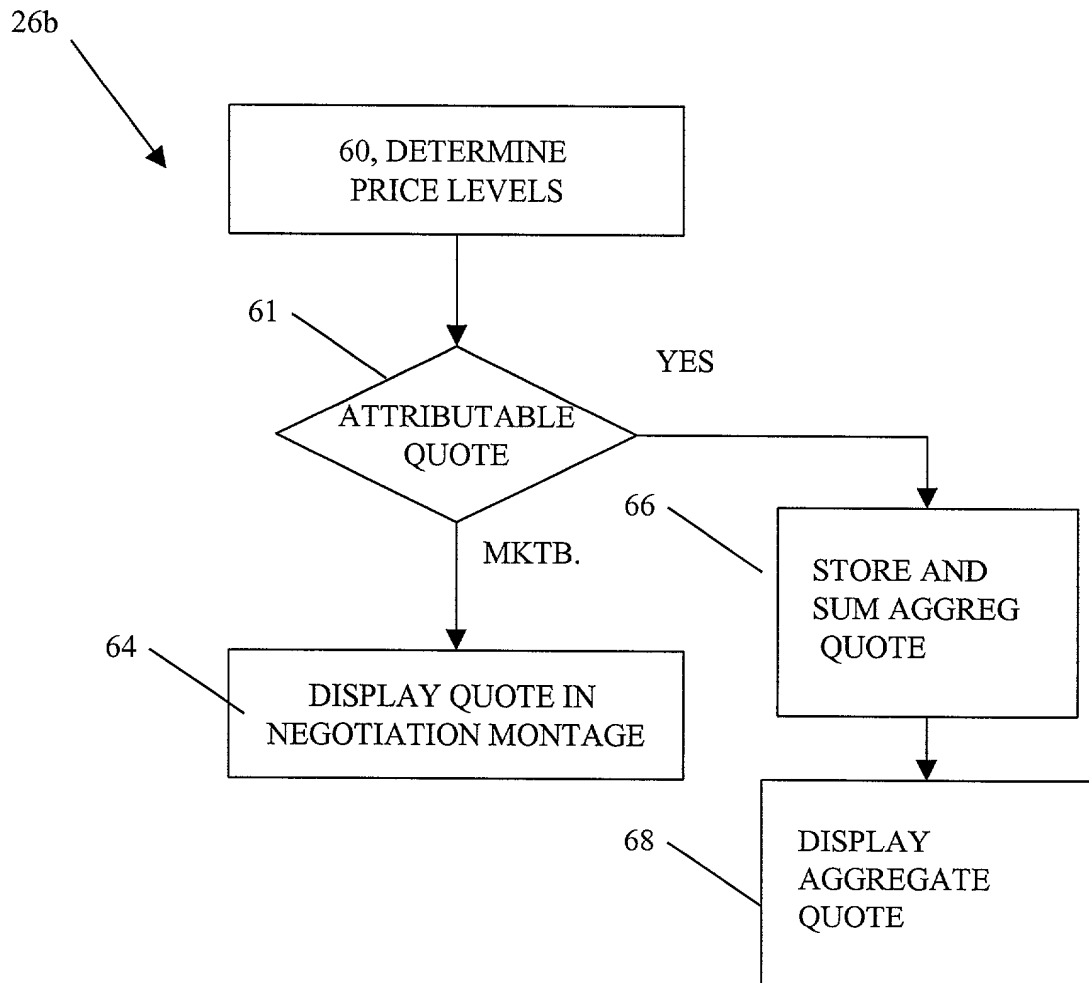 26b
60, DETERMINE
PRICE LEVELS
61
YES
ATTRIBUTABLE
QUOTE
66
MKTB.
STORE AND
SUM AGGREG
QUOTE
64
DISPLAY QUOTE IN
NEGOTIATION MONTAGE
68
DISPLAY
AGGREGATE
QUOTE